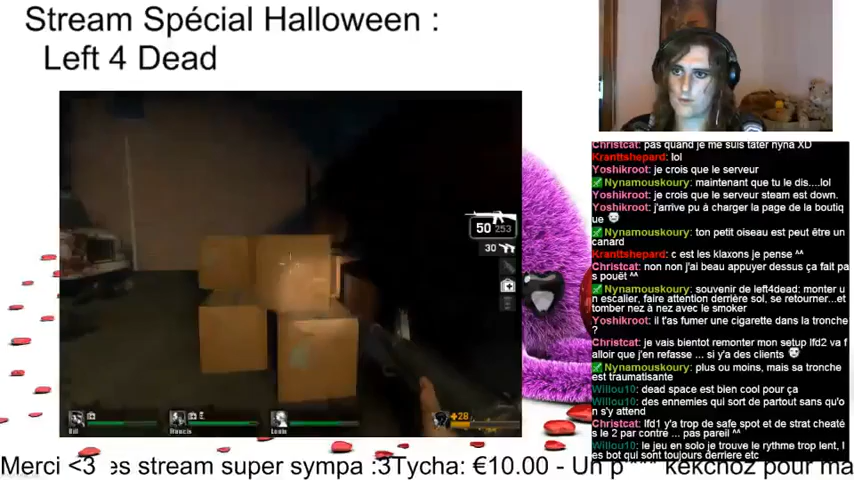 Stream Spécial Halloween :
Left 4 Dead
50 253
30
Bill
Francis
Louis
+28
Christcat: pas quand je me suis tater nyna XD
Kranttshepard: lol
Yoshikroot: je crois que le serveur
Nynamouskoury: maintenant que tu le dis....lol
Yoshikroot: je crois que le serveur steam est down.
Yoshikroot: j'arrive pu à charger la page de la boutiq
ue
Nynamouskoury: ton petit oiseau est peut être un
canard
Kranttshepard: c est les klaxons je pense ^^
Christcat: non non j'ai beau appuyer dessus ça fait pa
s pouêt ^^
Nynamouskoury: souvenir de left4dead: monter u
n escalier, faire attention derrière soi, se retourner...et
tomber nez à nez avec le smoker
Yoshikroot: il t'as fumer une cigarette dans la tronche
?
Christcat: je vais bientot remonter mon setup lfd2 va f
alloir que j'en refasse ... si y'a des clients
Nynamouskoury: plus ou moins, mais sa tronche
est traumatisante
Willou10: dead space est bien cool pour ça
Willou10: des ennemies qui sort de partout sans qu'o
n s'y attend
Christcat: lfd1 y'a trop de safe spot et de strat cheaté
s le 2 par contre ... pas pareil ^^
Willou10: le jeu en solo je trouve le rythme trop lent, l
es bot qui sont toujours derriere etc
Merci <3 es stream super sympa :3Tycha: €10.00 - Un p**** kekchoz pour ma